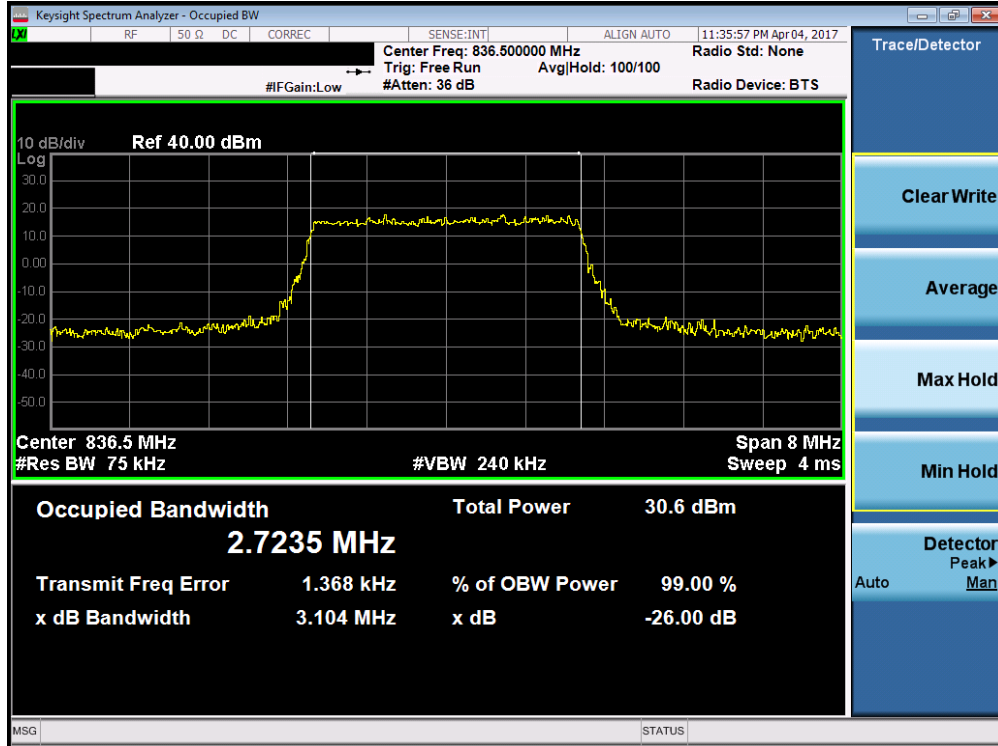 Keysight Spectrum Analyzer - Occupied BW
LXI RF 50 Ω DC CORREC SENSE:INT ALIGN AUTO 11:35:57 PM Apr 04, 2017
Center Freq: 836.500000 MHz Radio Std: None
Trig: Free Run Avg|Hold: 100/100
#IFGain:Low #Atten: 36 dB Radio Device: BTS
10 dB/div Ref 40.00 dBm
Log
30.0
20.0
10.0
0.00
-10.0
-20.0
-30.0
-40.0
-50.0
Center 836.5 MHz Span 8 MHz
#Res BW 75 kHz #VBW 240 kHz Sweep 4 ms
Occupied Bandwidth Total Power 30.6 dBm
2.7235 MHz
Transmit Freq Error 1.368 kHz % of OBW Power 99.00 %
x dB Bandwidth 3.104 MHz x dB -26.00 dB
MSG STATUS
Trace/Detector
Clear Write
Average
Max Hold
Min Hold
Detector
Peak▶
Auto Man